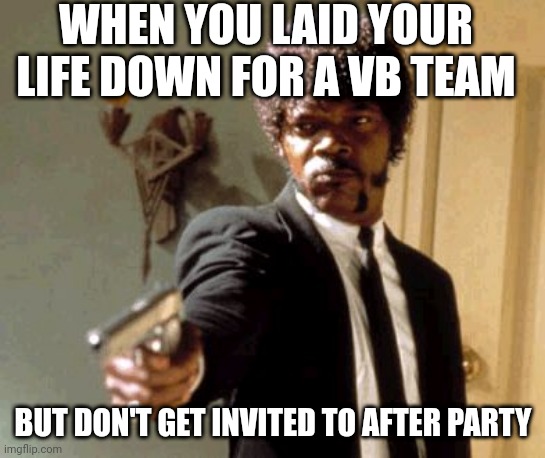 WHEN YOU LAID YOUR
LIFE DOWN FOR A VB TEAM
BUT DON'T GET INVITED TO AFTER PARTY
imgflip.com